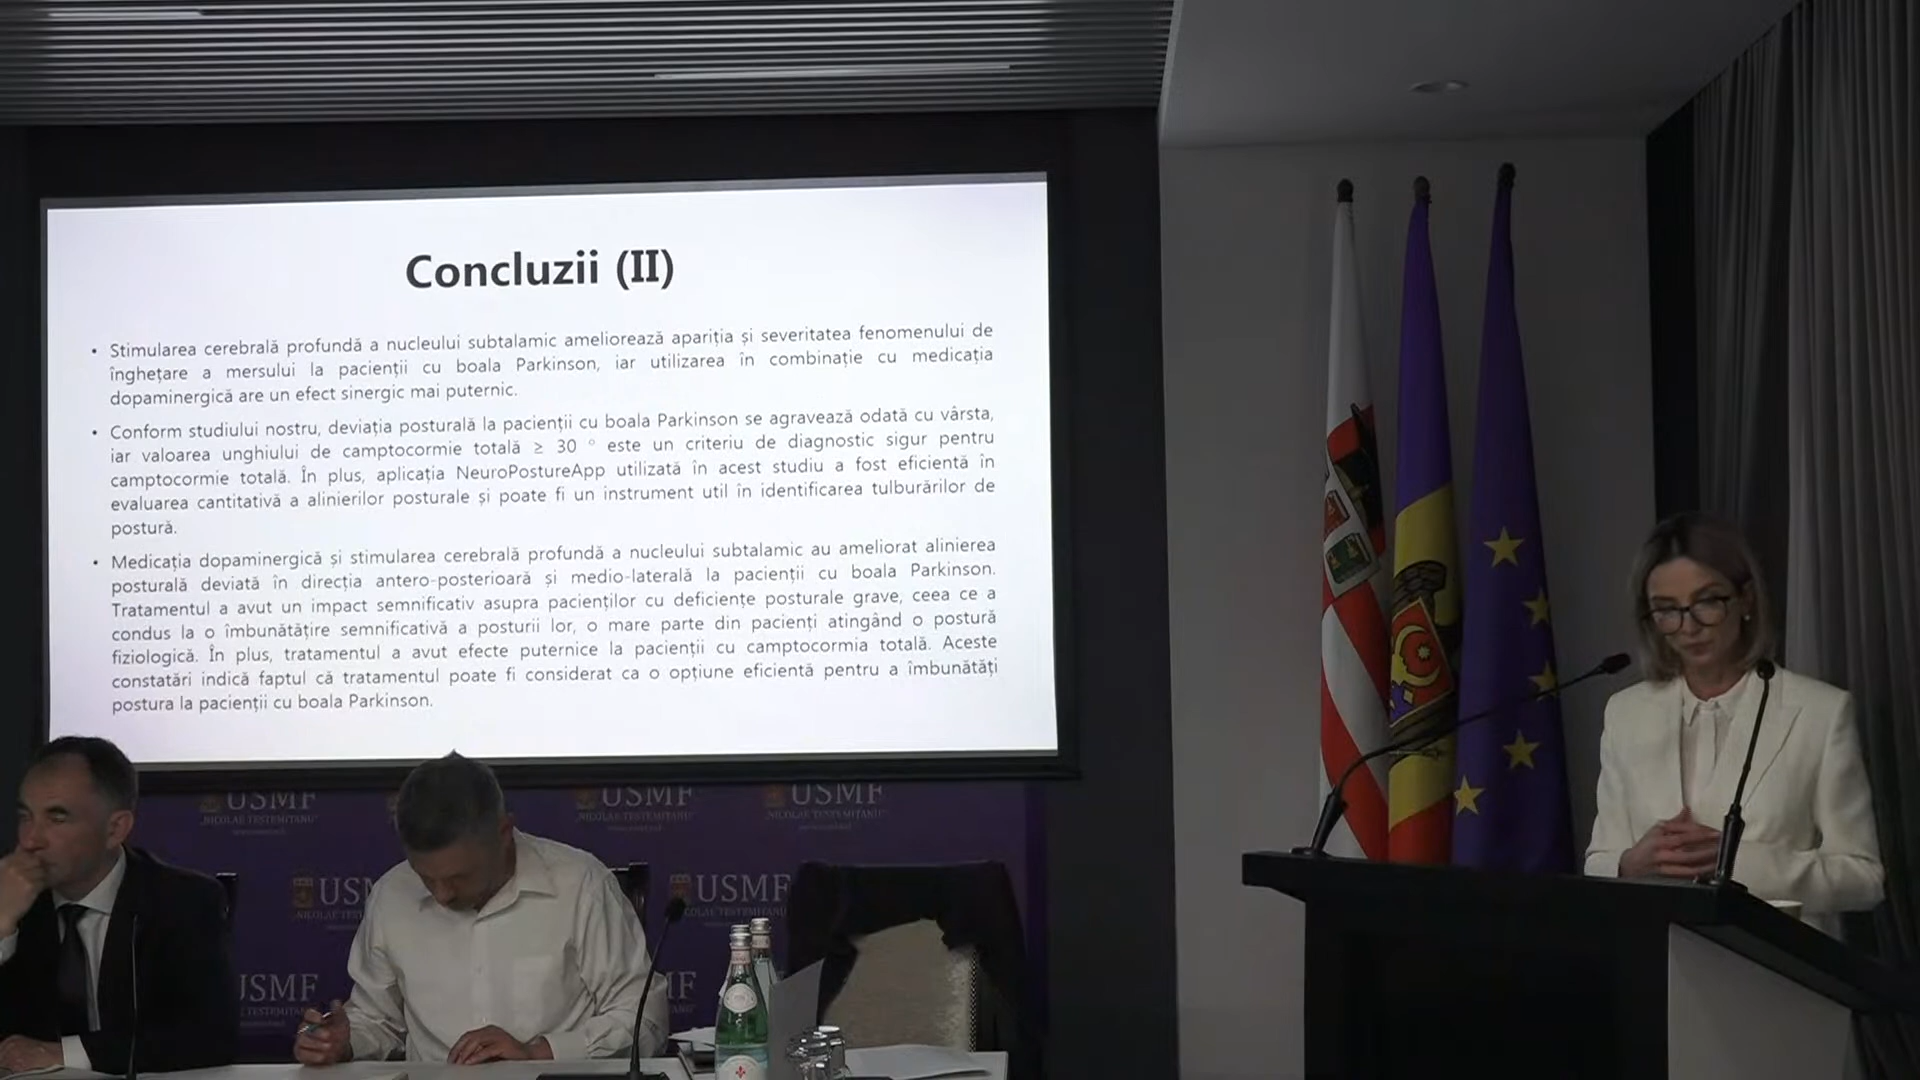 Concluzii (II)
• Stimularea cerebrală profundă a nucleului subtalamic ameliorează apariția și severitatea fenomenului de
înghețare a mersului la pacienții cu boala Parkinson, iar utilizarea în combinație cu medicația
dopaminergică are un efect sinergic mai puternic.
• Conform studiului nostru, deviația posturală la pacienții cu boala Parkinson se agravează odată cu vârsta,
iar valoarea unghiului de camptocormie totală ≥ 30 ° este un criteriu de diagnostic sigur pentru
camptocormie totală. În plus, aplicația NeuroPostureApp utilizată în acest studiu a fost eficientă în
evaluarea cantitativă a alinierilor posturale și poate fi un instrument util în identificarea tulburărilor de
postură.
• Medicația dopaminergică și stimularea cerebrală profundă a nucleului subtalamic au ameliorat alinierea
posturală deviată în direcția antero-posterioară și medio-laterală la pacienții cu boala Parkinson.
Tratamentul a avut un impact semnificativ asupra pacienților cu deficiențe posturale grave, ceea ce a
condus la o îmbunătățire semnificativă a posturii lor, o mare parte din pacienți atingând o postură
fiziologică. În plus, tratamentul a avut efecte puternice la pacienții cu camptocormia totală. Aceste
constatări indică faptul că tratamentul poate fi considerat ca o opțiune eficientă pentru a îmbunătăți
postura la pacienții cu boala Parkinson.
USMF USMF USMF
"NICOLAE TESTEMIȚANU" "NICOLAE TESTEMIȚANU" "NICOLAE TESTEMIȚANU"
USMF